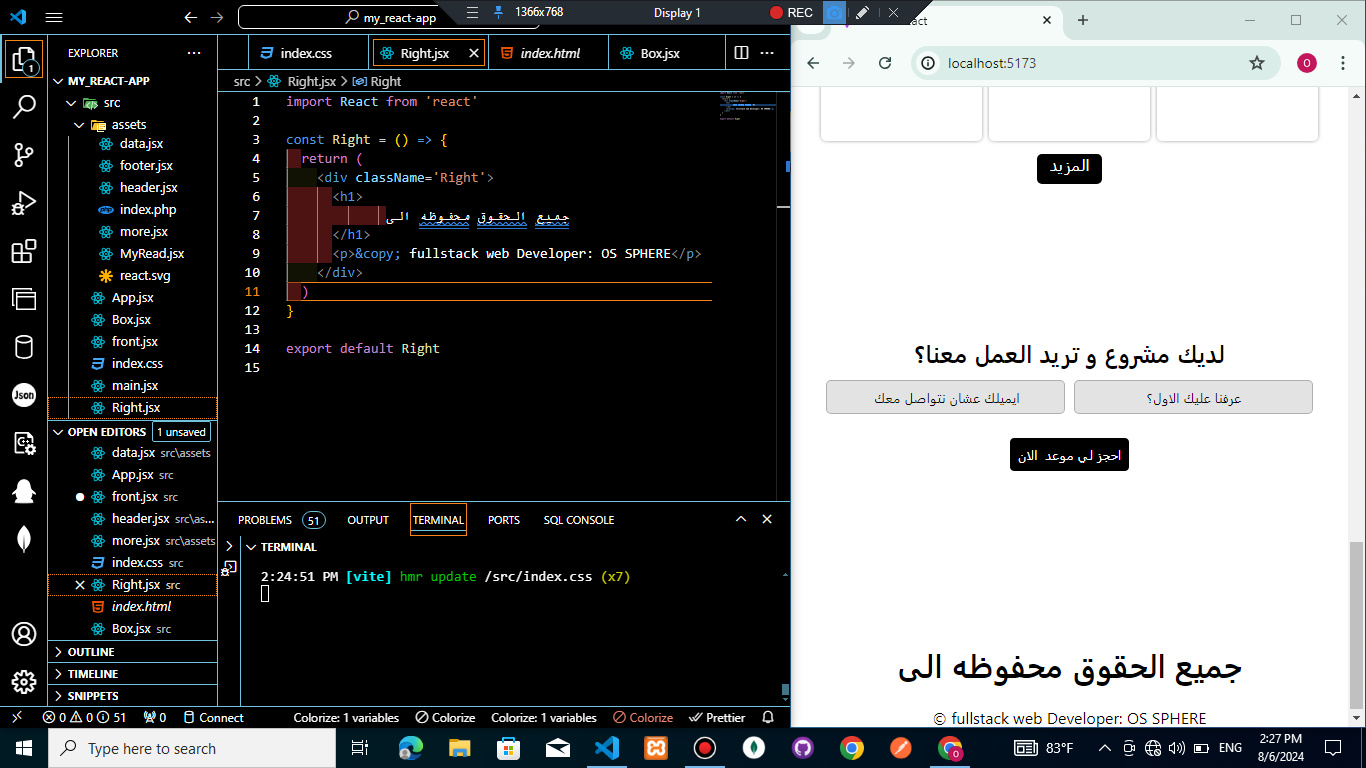 my_react-app
1366x768
Display 1
REC
EXPLORER
MY_REACT-APP
src
assets
data.jsx
footer.jsx
header.jsx
index.php
more.jsx
MyRead.jsx
react.svg
App.jsx
Box.jsx
front.jsx
index.css
main.jsx
Right.jsx
OPEN EDITORS 1 unsaved
data.jsx src\assets
App.jsx src
front.jsx src
header.jsx src\as...
more.jsx src\assets
index.css src
Right.jsx src
index.html
Box.jsx src
OUTLINE
TIMELINE
SNIPPETS
index.css
Right.jsx
index.html
Box.jsx
src > Right.jsx > Right
1 import React from 'react'
2
3 const Right = () => {
4 return (
5 <div className='Right'>
6 <h1>
7 جميع الحقوق محفوظه الى
8 </h1>
9 <p>&copy; fullstack web Developer: OS SPHERE</p>
10 </div>
11 )
12 }
13
14 export default Right
15
PROBLEMS 51 OUTPUT TERMINAL PORTS SQL CONSOLE
TERMINAL
2:24:51 PM [vite] hmr update /src/index.css (x7)
0 0 51 0 Connect Colorize: 1 variables Colorize Colorize: 1 variables Colorize Prettier
localhost:5173
O
المزيد
لديك مشروع و تريد العمل معنا؟
عرفنا عليك الاول؟
ايميلك عشان نتواصل معك
احجز لي موعد الان
جميع الحقوق محفوظه الى
© fullstack web Developer: OS SPHERE
Type here to search
83°F
ENG
2:27 PM
8/6/2024